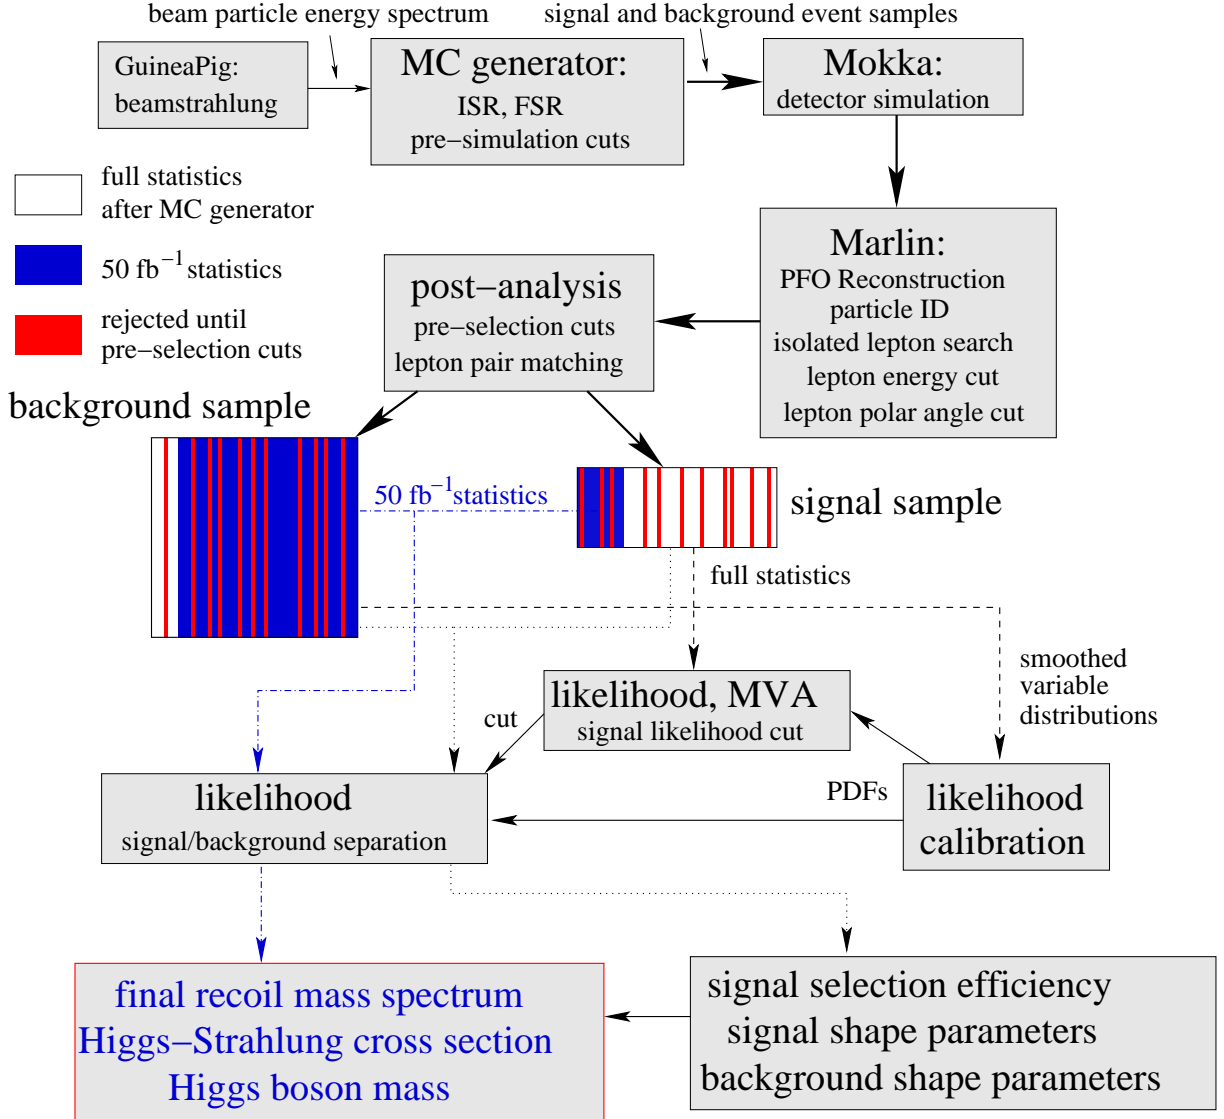 beam particle energy spectrum
signal and background event samples
GuineaPig:
beamstrahlung
MC generator:
ISR, FSR
pre−simulation cuts
Mokka:
detector simulation
full statistics
after MC generator
50 fb⁻¹ statistics
rejected until
pre−selection cuts
Marlin:
PFO Reconstruction
particle ID
isolated lepton search
lepton energy cut
lepton polar angle cut
post−analysis
pre−selection cuts
lepton pair matching
background sample
50 fb⁻¹ statistics
signal sample
full statistics
smoothed
variable
distributions
likelihood, MVA
signal likelihood cut
cut
PDFs
likelihood
signal/background separation
likelihood
calibration
final recoil mass spectrum
Higgs−Strahlung cross section
Higgs boson mass
signal selection efficiency
signal shape parameters
background shape parameters